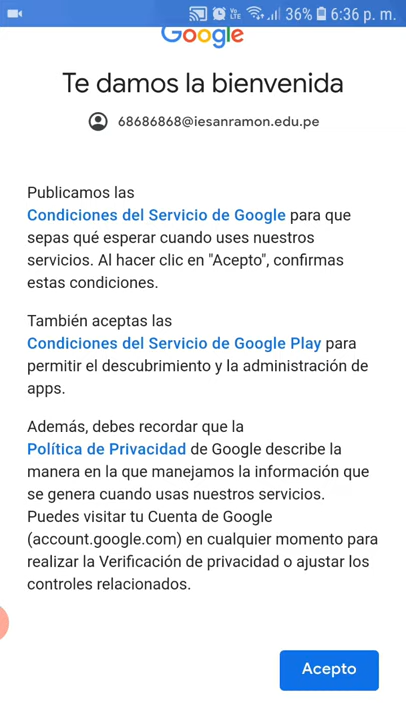 36% 6:36 p. m.
Google
Te damos la bienvenida
68686868@iesanramon.edu.pe
Publicamos las
Condiciones del Servicio de Google para que
sepas qué esperar cuando uses nuestros
servicios. Al hacer clic en "Acepto", confirmas
estas condiciones.
También aceptas las
Condiciones del Servicio de Google Play para
permitir el descubrimiento y la administración de
apps.
Además, debes recordar que la
Política de Privacidad de Google describe la
manera en la que manejamos la información que
se genera cuando usas nuestros servicios.
Puedes visitar tu Cuenta de Google
(account.google.com) en cualquier momento para
realizar la Verificación de privacidad o ajustar los
controles relacionados.
Acepto